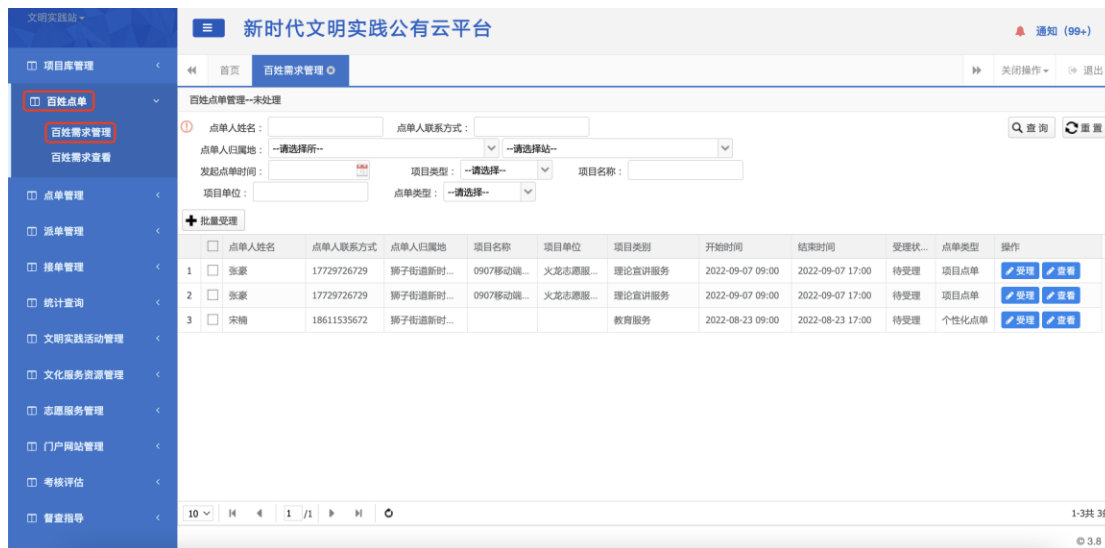 文明实践站
新时代文明实践公有云平台
通知 (99+)
项目库管理
首页 百姓需求管理 关闭操作 退出
百姓点单
百姓点单管理--未处理
百姓需求管理
点单人姓名： 点单人联系方式： 查询 重置
点单人归属地： --请选择所-- --请选择站--
百姓需求查看
发起点单时间： 项目类型： --请选择-- 项目名称：
项目单位： 点单类型： --请选择--
点单管理
批量受理
派单管理
点单人姓名 点单人联系方式 点单人归属地 项目名称 项目单位 项目类别 开始时间 结束时间 受理状... 点单类型 操作
接单管理
1 张豪 17729726729 狮子街道新时... 0907移动端... 火龙志愿服... 理论宣讲服务 2022-09-07 09:00 2022-09-07 17:00 待受理 项目点单 受理 查看
2 张豪 17729726729 狮子街道新时... 0907移动端... 火龙志愿服... 理论宣讲服务 2022-09-07 09:00 2022-09-07 17:00 待受理 项目点单 受理 查看
统计查询
3 宋楠 18611535672 狮子街道新时... 教育服务 2022-08-23 09:00 2022-08-23 17:00 待受理 个性化点单 受理 查看
文明实践活动管理
文化服务资源管理
志愿服务管理
门户网站管理
考核评估
督查指导
10 1 /1 1-3共 3
© 3.8